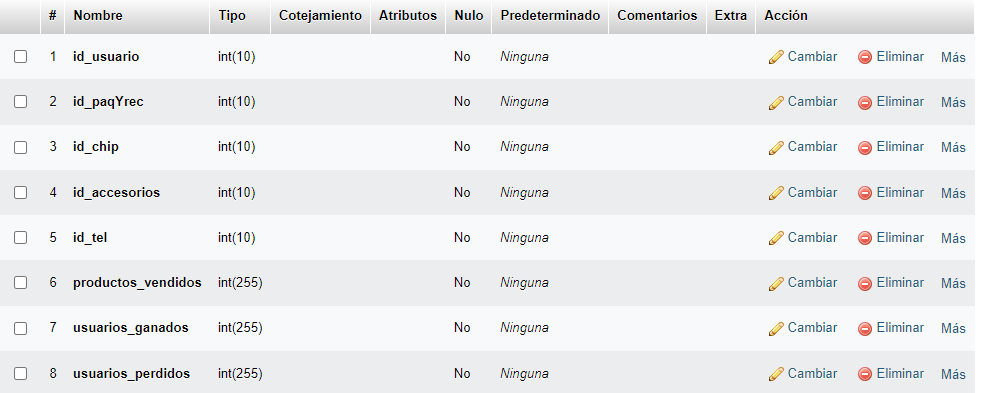 # Nombre Tipo Cotejamiento Atributos Nulo Predeterminado Comentarios Extra Acción
1 id_usuario int(10) No Ninguna Cambiar Eliminar Más
2 id_paqYrec int(10) No Ninguna Cambiar Eliminar Más
3 id_chip int(10) No Ninguna Cambiar Eliminar Más
4 id_accesorios int(10) No Ninguna Cambiar Eliminar Más
5 id_tel int(10) No Ninguna Cambiar Eliminar Más
6 productos_vendidos int(255) No Ninguna Cambiar Eliminar Más
7 usuarios_ganados int(255) No Ninguna Cambiar Eliminar Más
8 usuarios_perdidos int(255) No Ninguna Cambiar Eliminar Más